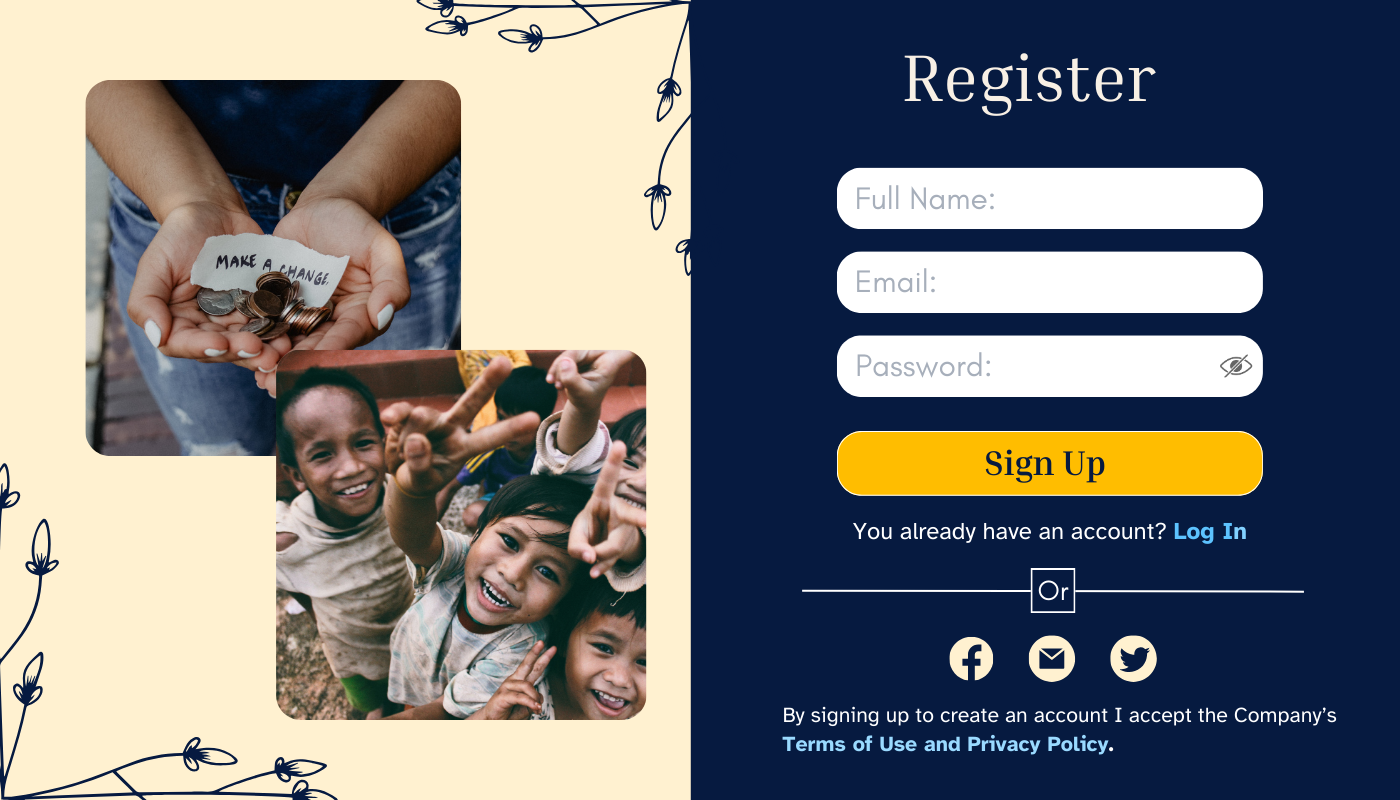 Register
MAKE A CHANGE.
Full Name:
Email:
Password:
Sign Up
You already have an account? Log In
Or
By signing up to create an account I accept the Company's
Terms of Use and Privacy Policy.